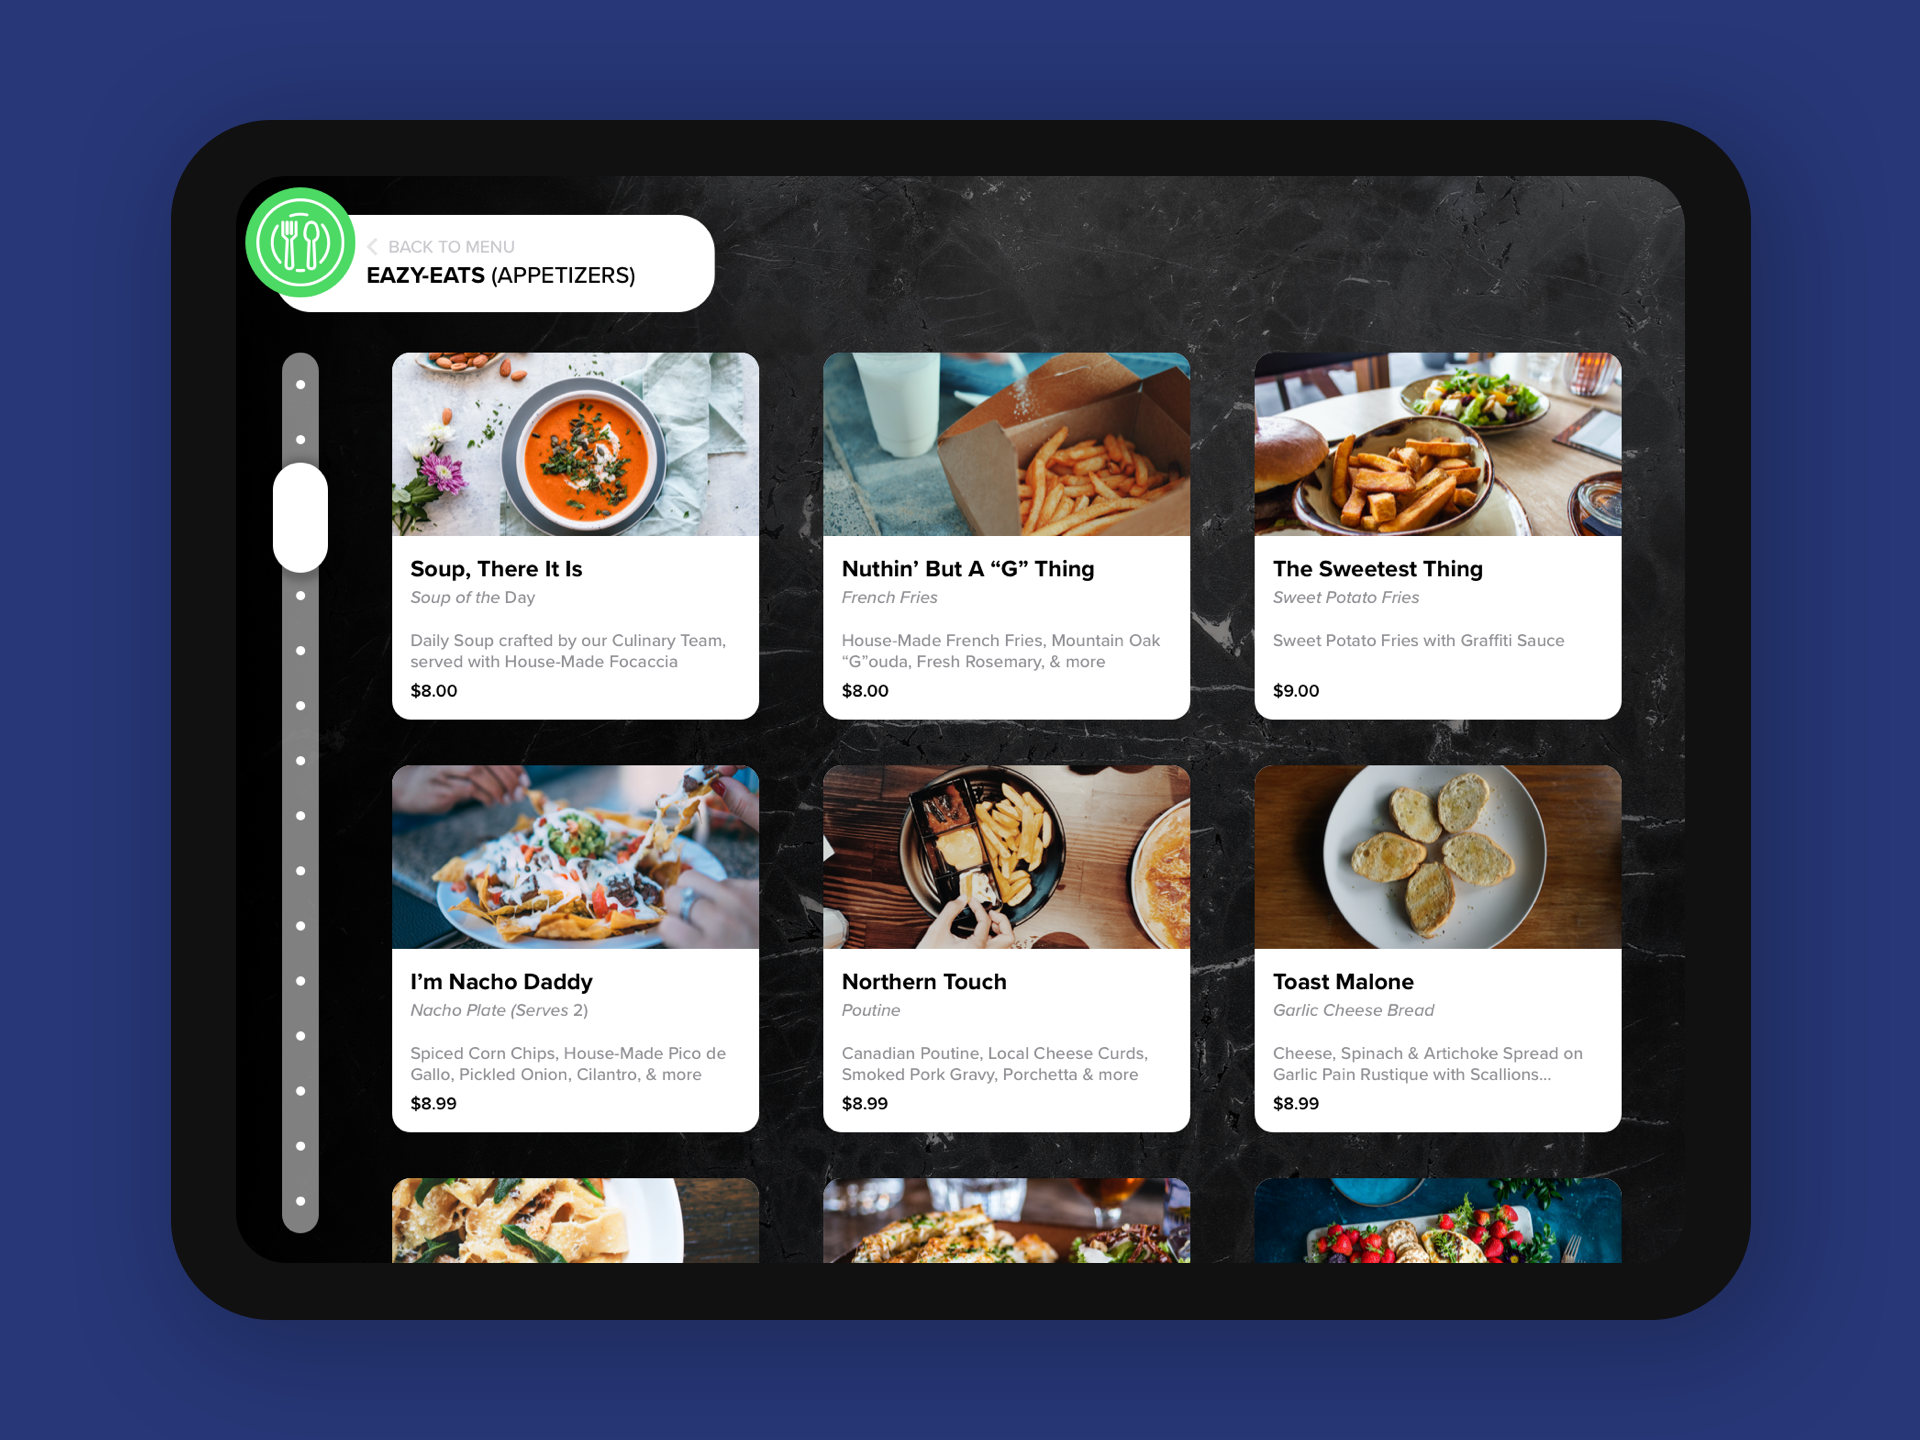 BACK TO MENU
EAZY-EATS (APPETIZERS)
Soup, There It Is
Soup of the Day
Daily Soup crafted by our Culinary Team,
served with House-Made Focaccia
$8.00
Nuthin’ But A “G” Thing
French Fries
House-Made French Fries, Mountain Oak
“G”ouda, Fresh Rosemary, & more
$8.00
The Sweetest Thing
Sweet Potato Fries
Sweet Potato Fries with Graffiti Sauce
$9.00
I’m Nacho Daddy
Nacho Plate (Serves 2)
Spiced Corn Chips, House-Made Pico de
Gallo, Pickled Onion, Cilantro, & more
$8.99
Northern Touch
Poutine
Canadian Poutine, Local Cheese Curds,
Smoked Pork Gravy, Porchetta & more
$8.99
Toast Malone
Garlic Cheese Bread
Cheese, Spinach & Artichoke Spread on
Garlic Pain Rustique with Scallions...
$8.99